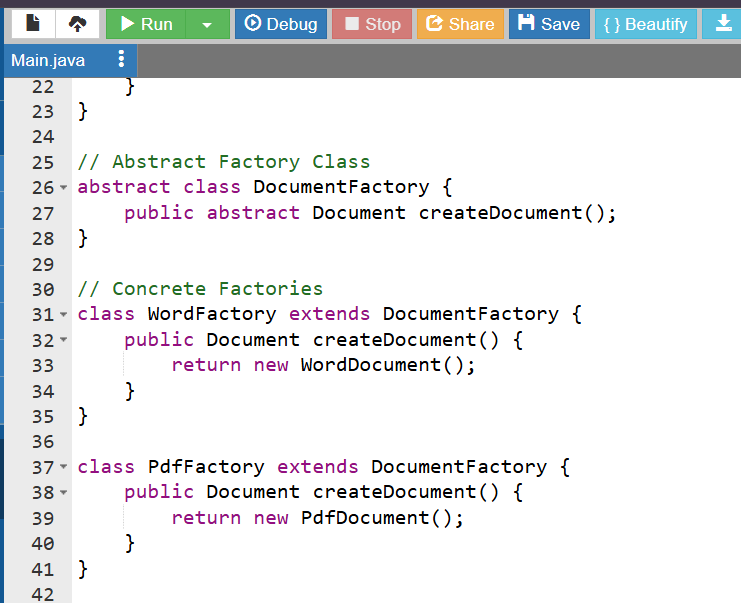 Run Debug Stop Share Save { } Beautify
Main.java
22     }
23 }
24
25 // Abstract Factory Class
26 abstract class DocumentFactory {
27     public abstract Document createDocument();
28 }
29
30 // Concrete Factories
31 class WordFactory extends DocumentFactory {
32     public Document createDocument() {
33         return new WordDocument();
34     }
35 }
36
37 class PdfFactory extends DocumentFactory {
38     public Document createDocument() {
39         return new PdfDocument();
40     }
41 }
42